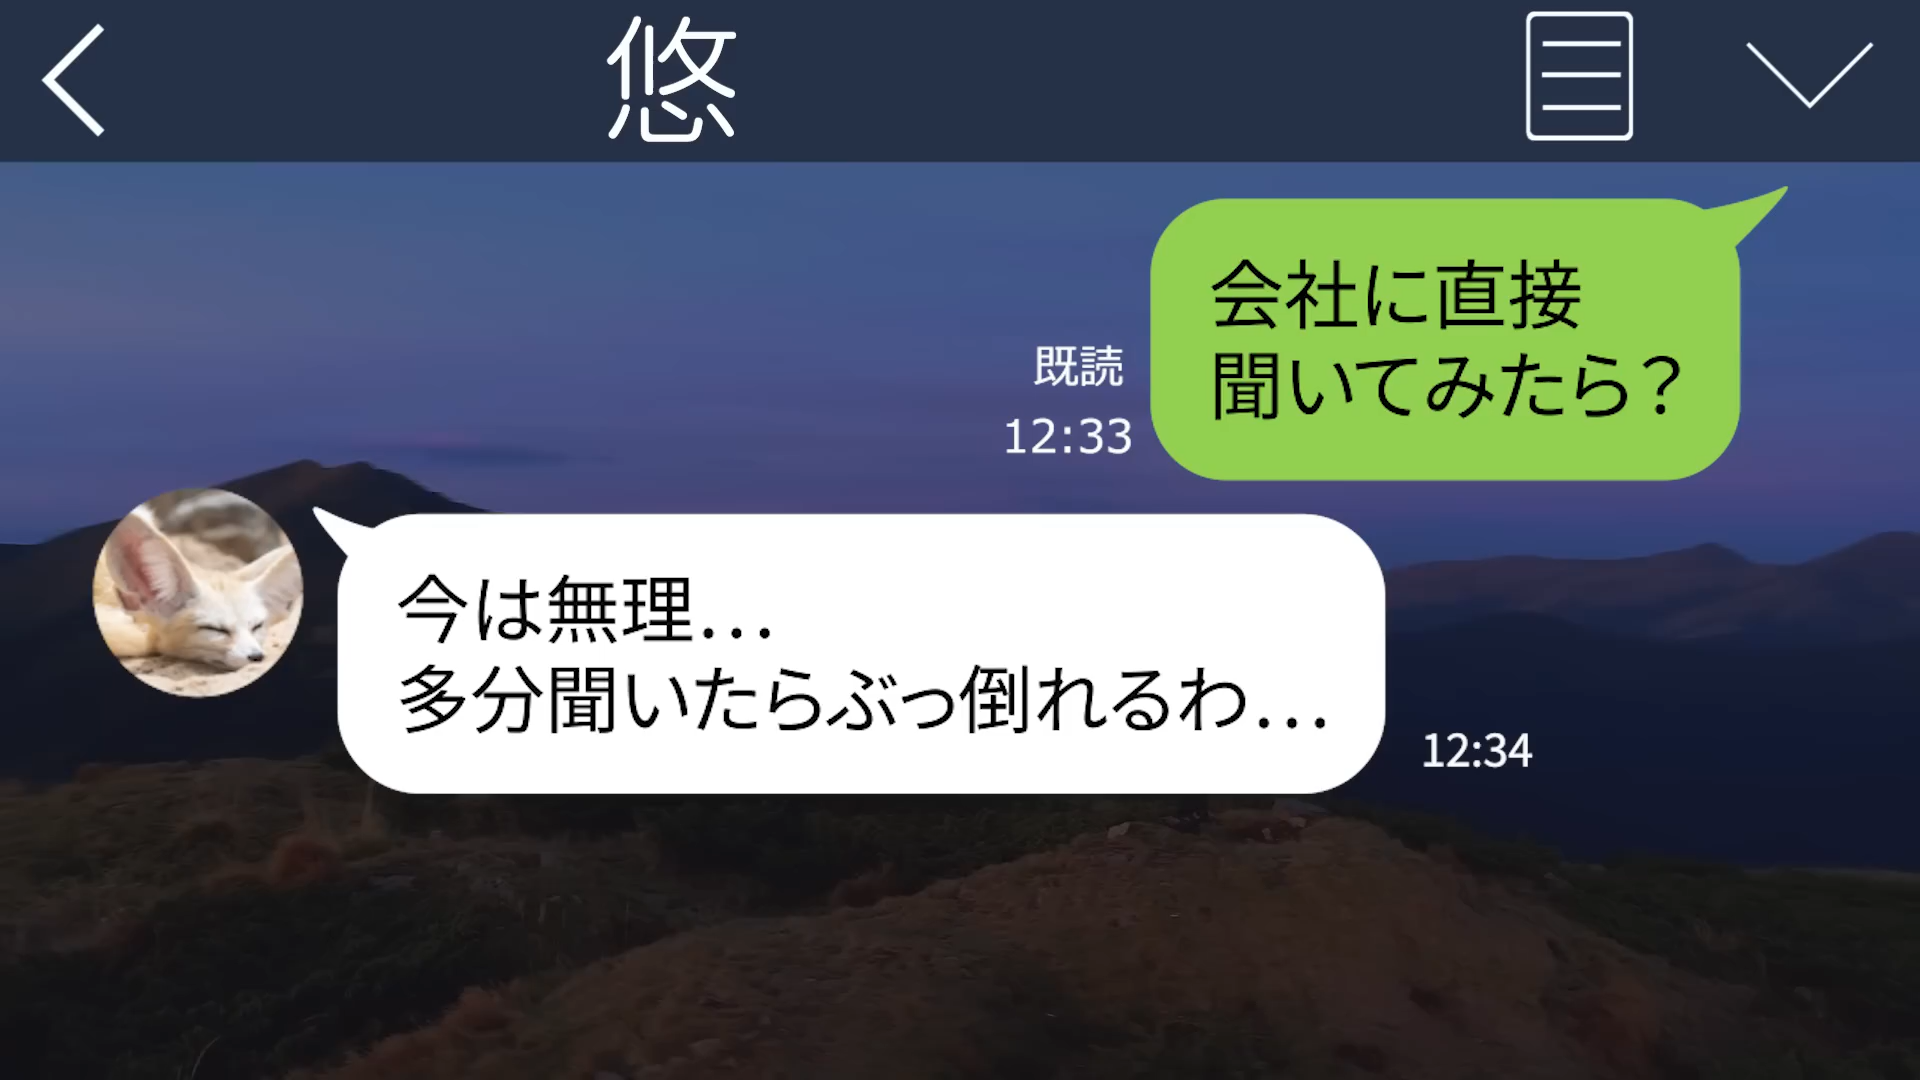 悠
会社に直接
聞いてみたら？
既読
12:33
今は無理…
多分聞いたらぶっ倒れるわ…
12:34